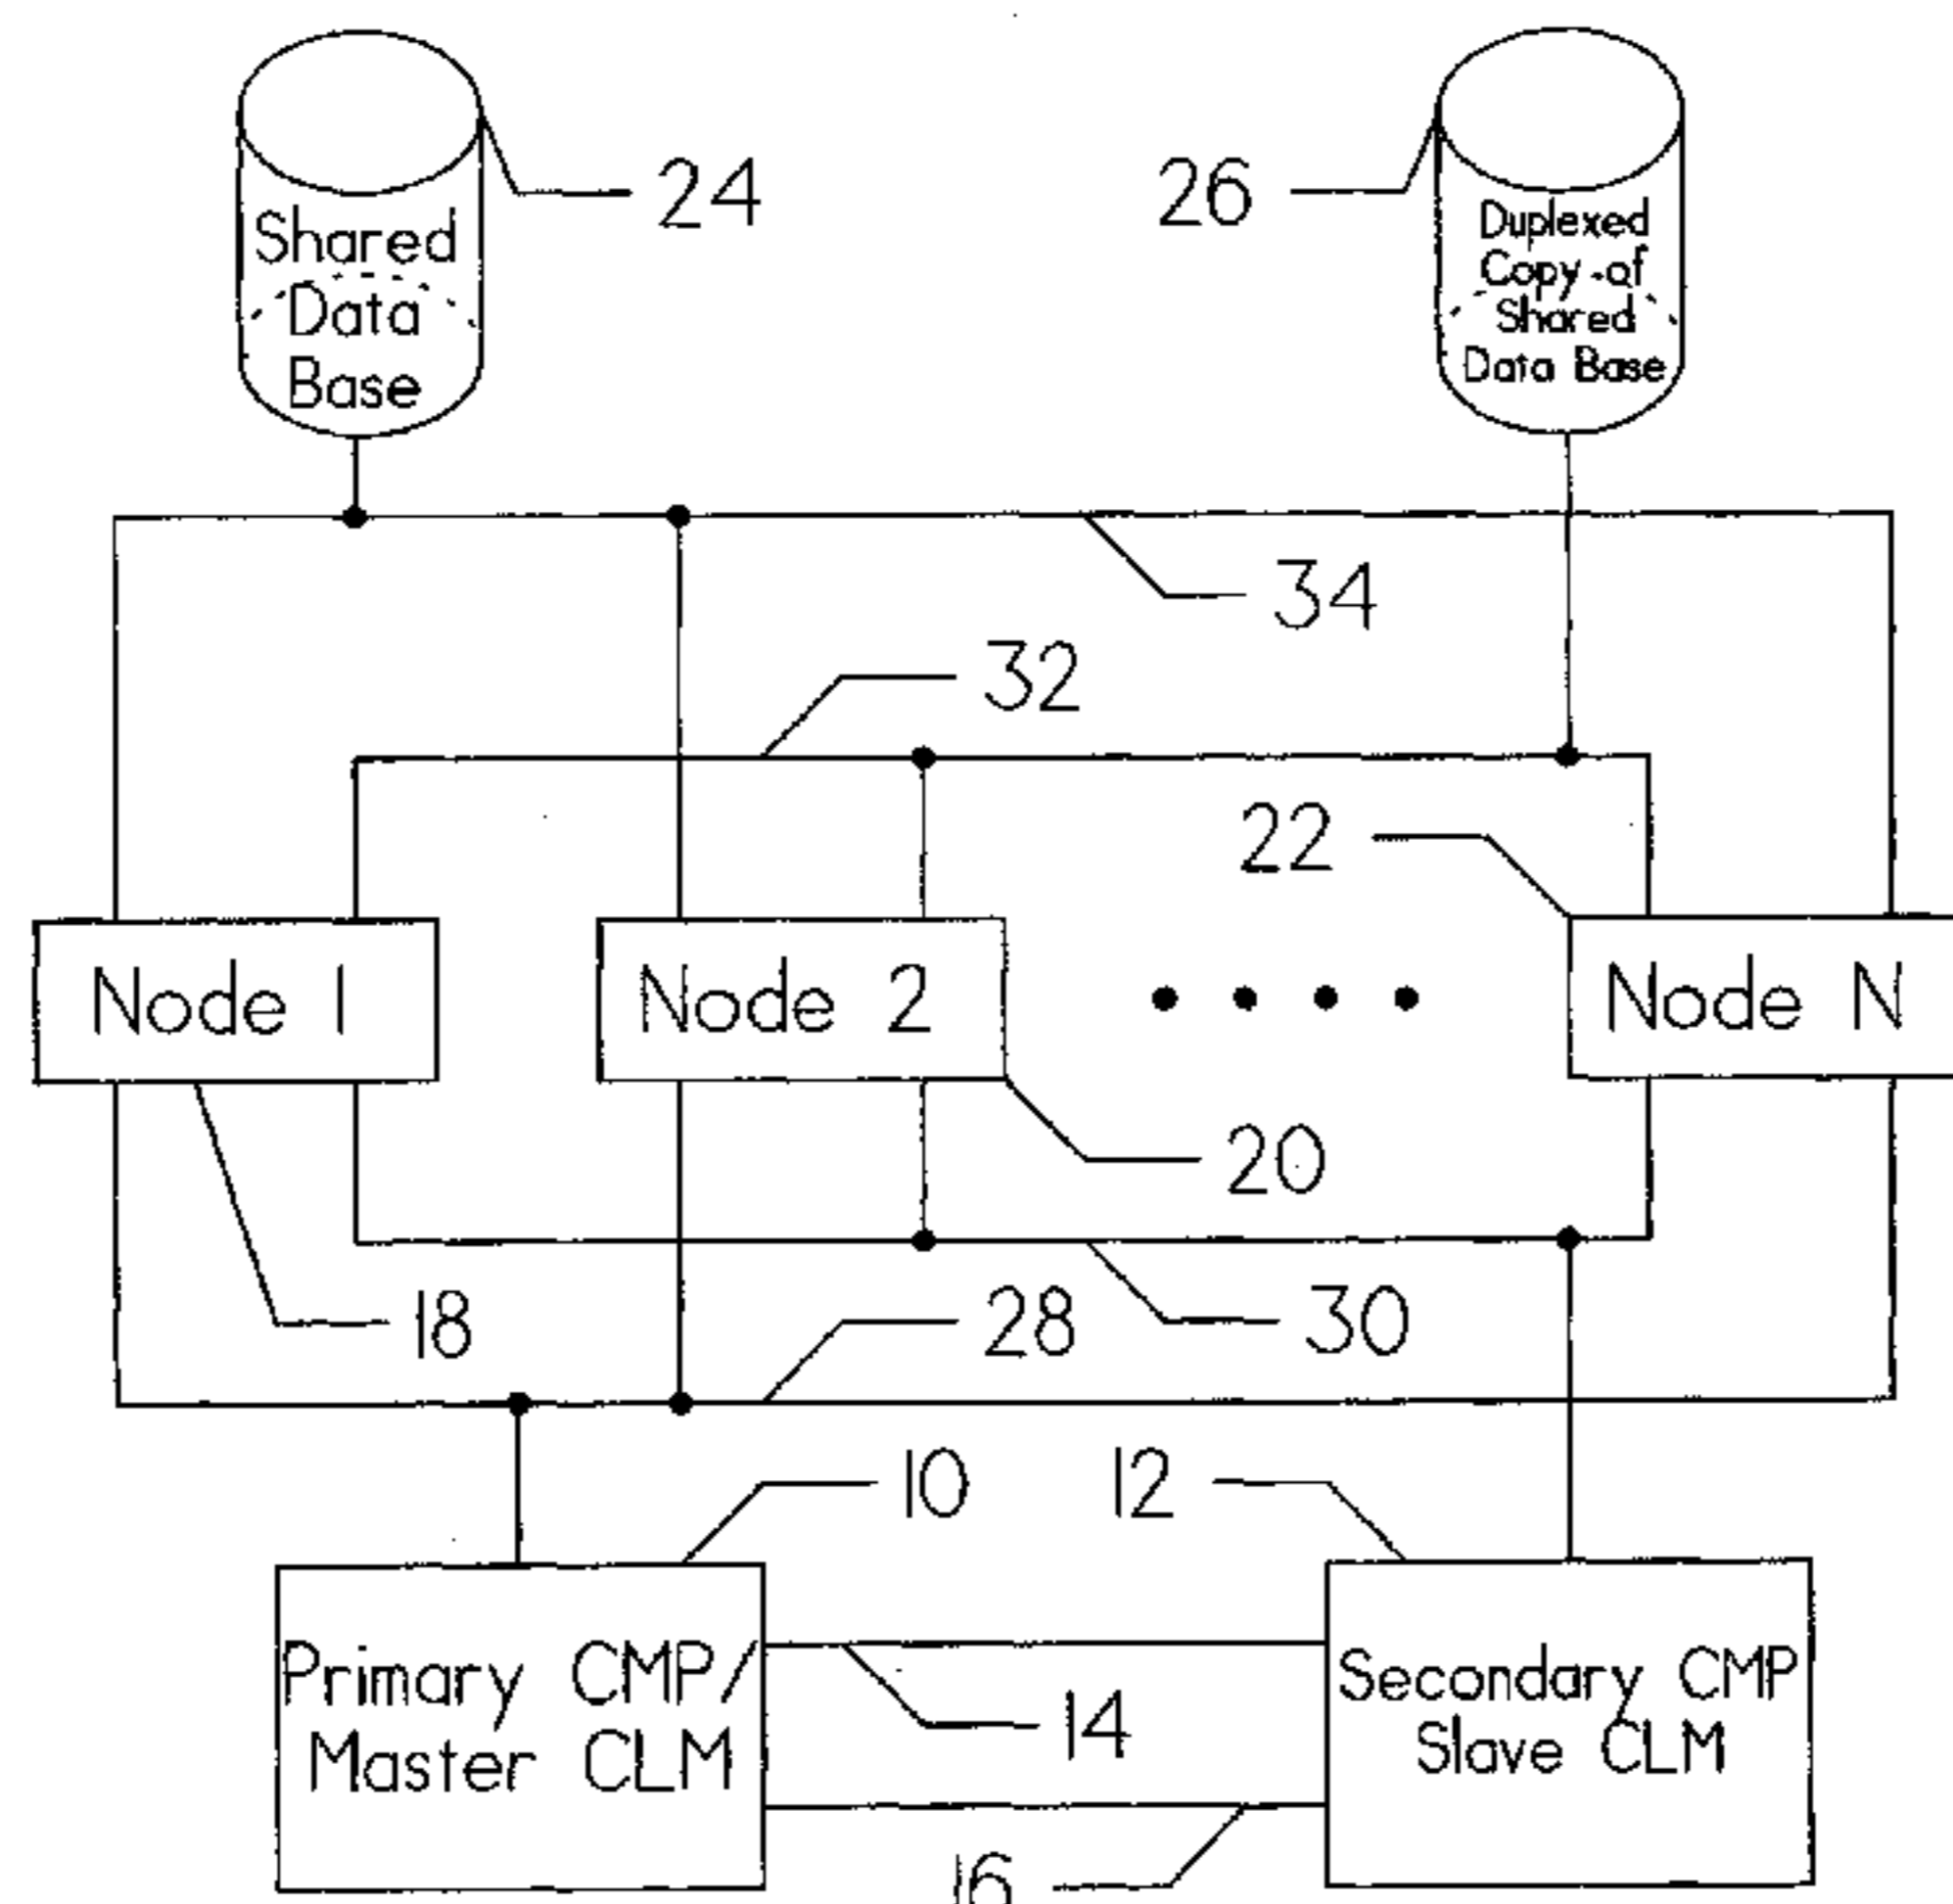 Shared
Data
Base
24
26
Duplexed
Copy of
Shared
Data Base
34
32
22
Node 1
Node 2
Node N
20
18
28
30
10
12
Primary CMP/
Master CLM
14
Secondary CMP
Slave CLM
16